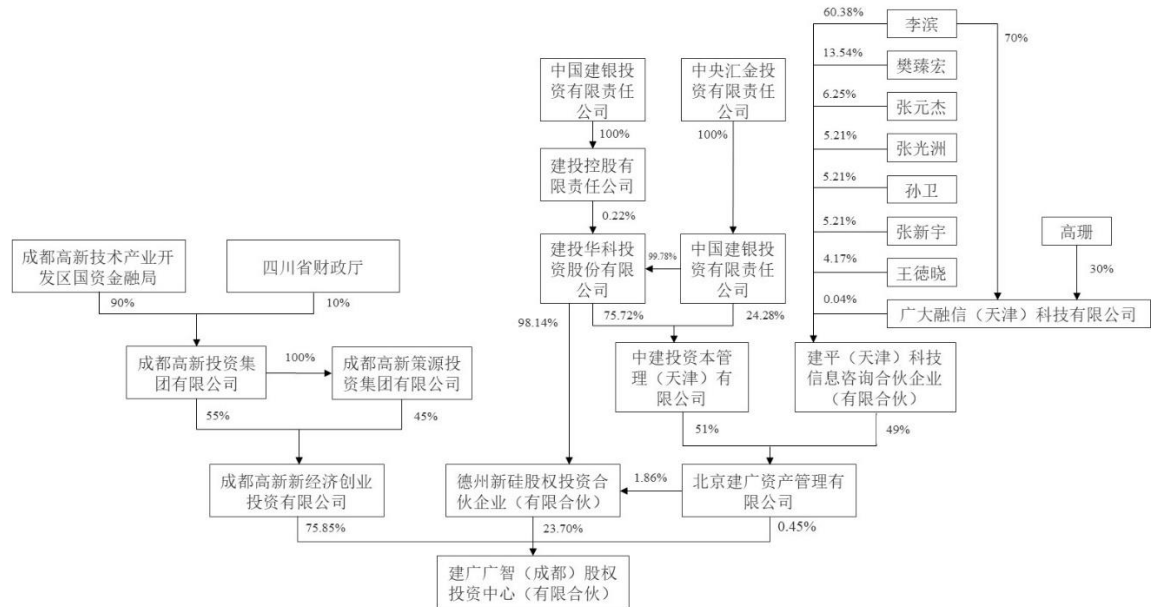 60.38%
李滨
70%
13.54%
樊臻宏
中国建银投
资有限责任
公司
中央汇金投
资有限责任
公司
6.25%
张元杰
100%
100%
5.21%
张光洲
建投控股有
限责任公司
5.21%
孙卫
0.22%
5.21%
张新宇
高珊
成都高新技术产业开
发区国资金融局
四川省财政厅
建投华科投
资股份有限
公司
99.78%
中国建银投
资有限责任
公司
4.17%
王德晓
30%
90%
10%
0.04%
广大融信（天津）科技有限公司
98.14%
75.72%
24.28%
成都高新投资集
团有限公司
100%
成都高新策源投
资集团有限公司
中建投资本管
理（天津）有
限公司
建平（天津）科技
信息咨询合伙企业
（有限合伙）
55%
45%
51%
49%
成都高新新经济创业
投资有限公司
德州新硅股权投资合
伙企业（有限合伙）
1.86%
北京建广资产管理有
限公司
75.85%
23.70%
0.45%
建广广智（成都）股权
投资中心（有限合伙）